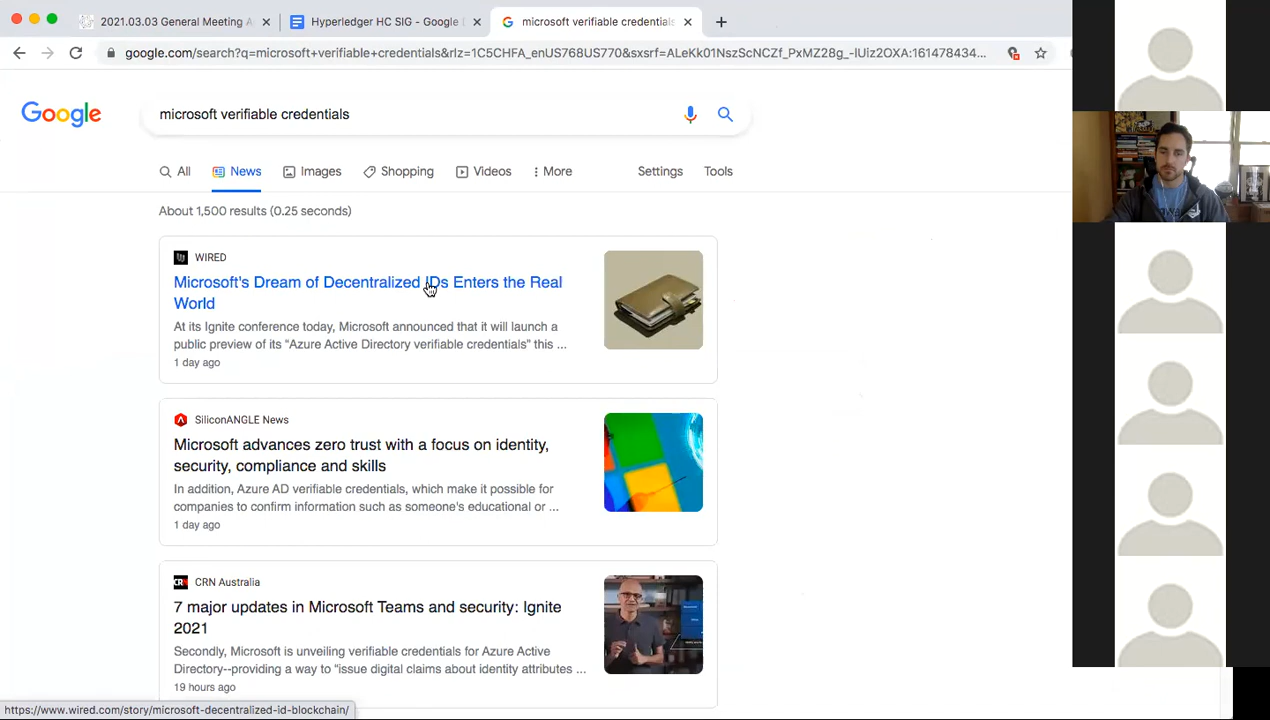 2021.03.03 General Meeting A
Hyperledger HC SIG - Google D
microsoft verifiable credentials
google.com/search?q=microsoft+verifiable+credentials&rlz=1C5CHFA_enUS768US770&sxsrf=ALeKk01NszScNCZf_PxMZ28g_-lUiz2OXA:161478434...
Google
microsoft verifiable credentials
All
News
Images
Shopping
Videos
More
Settings
Tools
About 1,500 results (0.25 seconds)
WIRED
Microsoft's Dream of Decentralized IDs Enters the Real
World
At its Ignite conference today, Microsoft announced that it will launch a
public preview of its “Azure Active Directory verifiable credentials” this ...
1 day ago
SiliconANGLE News
Microsoft advances zero trust with a focus on identity,
security, compliance and skills
In addition, Azure AD verifiable credentials, which make it possible for
companies to confirm information such as someone's educational or ...
1 day ago
CRN Australia
7 major updates in Microsoft Teams and security: Ignite
2021
Secondly, Microsoft is unveiling verifiable credentials for Azure Active
Directory--providing a way to “issue digital claims about identity attributes ...
19 hours ago
https://www.wired.com/story/microsoft-decentralized-id-blockchain/